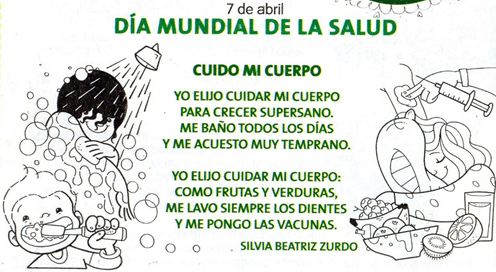 7 de abril
DÍA MUNDIAL DE LA SALUD
CUIDO MI CUERPO
YO ELIJO CUIDAR MI CUERPO
PARA CRECER SUPERSANO.
ME BAÑO TODOS LOS DÍAS
Y ME ACUESTO MUY TEMPRANO.
YO ELIJO CUIDAR MI CUERPO:
COMO FRUTAS Y VERDURAS,
ME LAVO SIEMPRE LOS DIENTES
Y ME PONGO LAS VACUNAS.
SILVIA BEATRIZ ZURDO